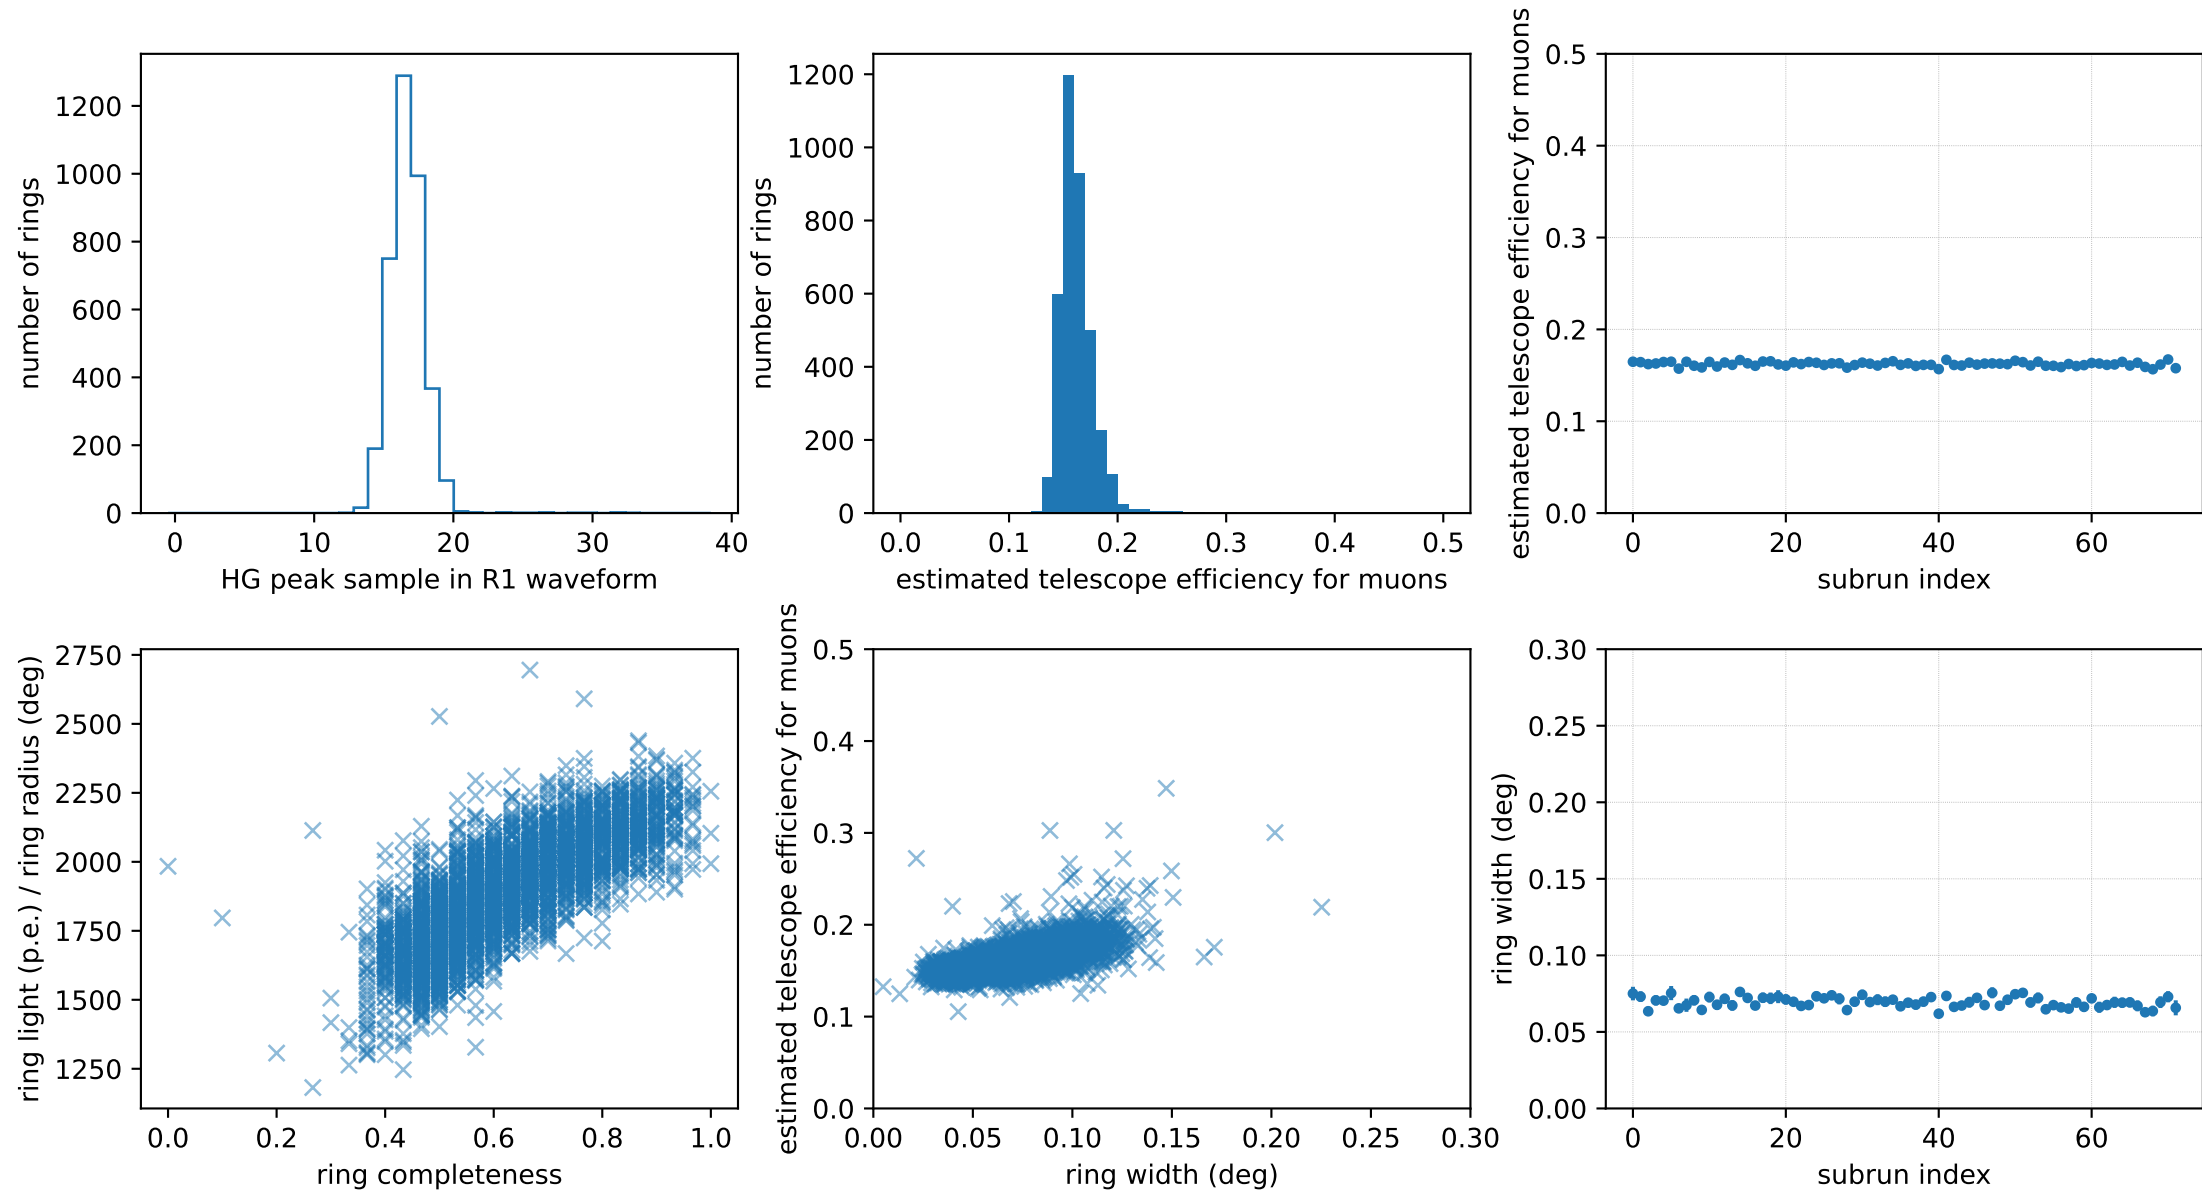 number of rings
1200
1000
800
600
400
200
0
0 10 20 30 40
HG peak sample in R1 waveform
number of rings
1200
1000
800
600
400
200
0
0.0 0.1 0.2 0.3 0.4 0.5
estimated telescope efficiency for muons
estimated telescope efficiency for muons
0.5
0.4
0.3
0.2
0.1
0.0
0 20 40 60
subrun index
ring light (p.e.) / ring radius (deg)
2750
2500
2250
2000
1750
1500
1250
0.0 0.2 0.4 0.6 0.8 1.0
ring completeness
estimated telescope efficiency for muons
0.5
0.4
0.3
0.2
0.1
0.0
0.00 0.05 0.10 0.15 0.20 0.25 0.30
ring width (deg)
ring width (deg)
0.30
0.25
0.20
0.15
0.10
0.05
0.00
0 20 40 60
subrun index